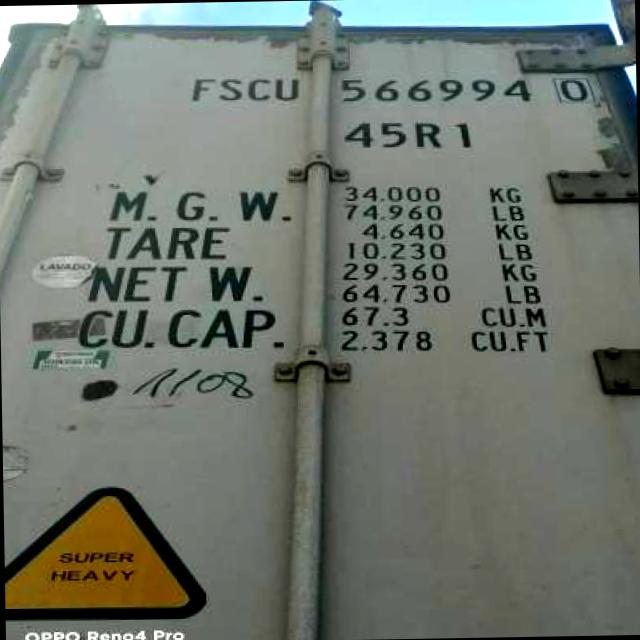 FSCU 566994 0
45R1
M. G. W. 34.000 KG
74.960 LB
TARE 4.640 KG
10.230 LB
NET W. 29.360 KG
64.730 LB
CU. CAP. 67.3 CU.M
2.378 CU.FT
LAVADO
1108
SUPER
HEAVY
OPPO Reno4 Pro